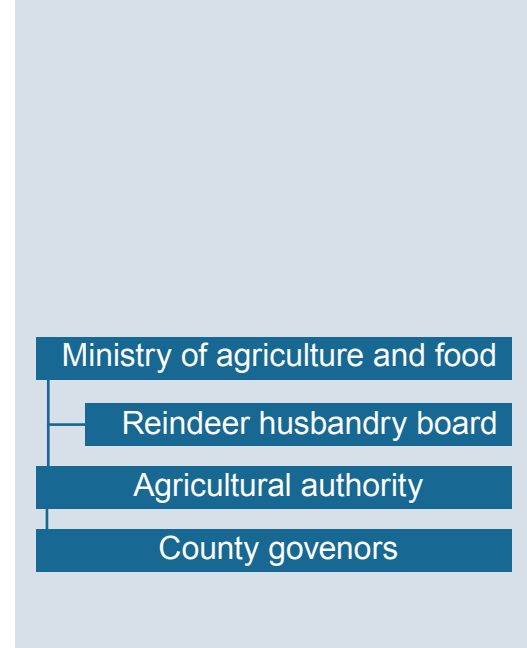 Ministry of agriculture and food
Reindeer husbandry board
Agricultural authority
County govenors